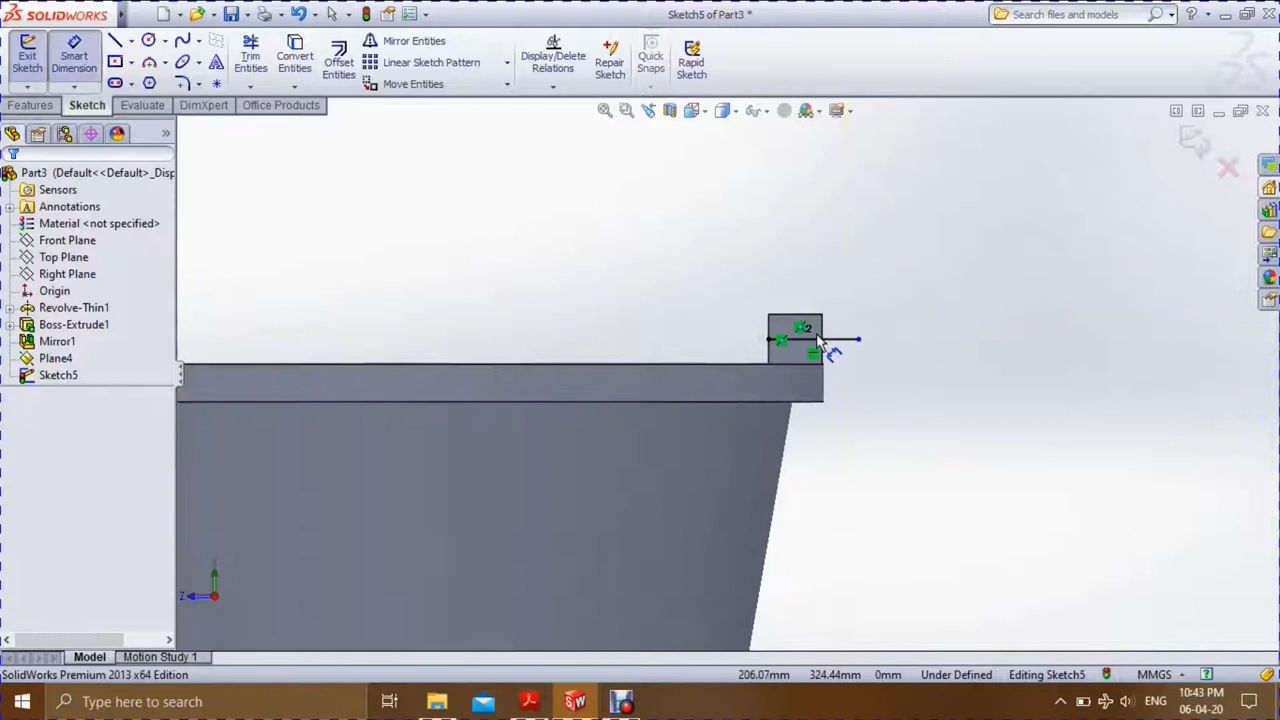 SOLIDWORKS
Sketch5 of Part3 *
Search files and models
Exit Sketch
Smart Dimension
Trim Entities
Convert Entities
Offset Entities
Mirror Entities
Linear Sketch Pattern
Move Entities
Display/Delete Relations
Repair Sketch
Quick Snaps
Rapid Sketch
Features
Sketch
Evaluate
DimXpert
Office Products
Part3 (Default<<Default>_Disp
Sensors
Annotations
Material <not specified>
Front Plane
Top Plane
Right Plane
Origin
Revolve-Thin1
Boss-Extrude1
Mirror1
Plane4
Sketch5
2
Z
Model
Motion Study 1
SolidWorks Premium 2013 x64 Edition
206.07mm
324.44mm
0mm
Under Defined
Editing Sketch5
MMGS
Type here to search
ENG
10:43 PM
06-04-20